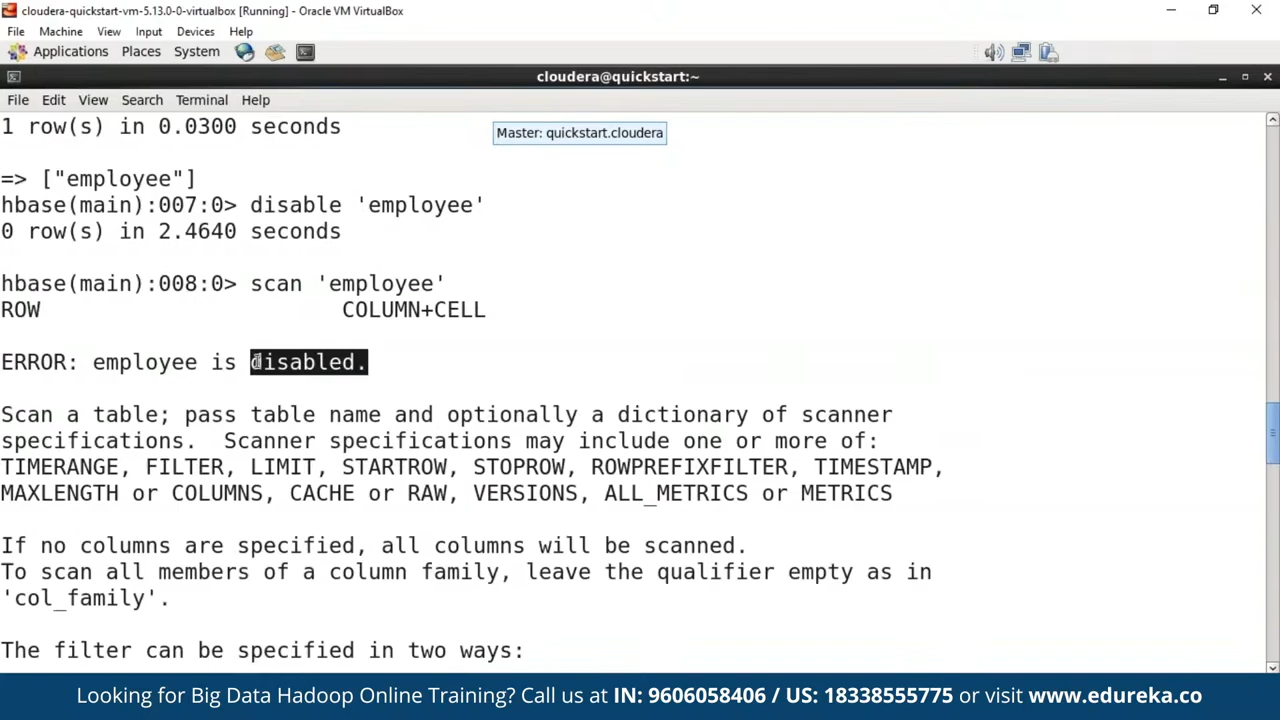 cloudera-quickstart-vm-5.13.0-0-virtualbox [Running] - Oracle VM VirtualBox
File Machine View Input Devices Help
Applications Places System
cloudera@quickstart:~
File Edit View Search Terminal Help
1 row(s) in 0.0300 seconds
Master: quickstart.cloudera
=> ["employee"]
hbase(main):007:0> disable 'employee'
0 row(s) in 2.4640 seconds
hbase(main):008:0> scan 'employee'
ROW COLUMN+CELL
ERROR: employee is disabled.
Scan a table; pass table name and optionally a dictionary of scanner
specifications. Scanner specifications may include one or more of:
TIMERANGE, FILTER, LIMIT, STARTROW, STOPROW, ROWPREFIXFILTER, TIMESTAMP,
MAXLENGTH or COLUMNS, CACHE or RAW, VERSIONS, ALL_METRICS or METRICS
If no columns are specified, all columns will be scanned.
To scan all members of a column family, leave the qualifier empty as in
'col_family'.
The filter can be specified in two ways:
Looking for Big Data Hadoop Online Training? Call us at IN: 9606058406 / US: 18338555775 or visit www.edureka.co